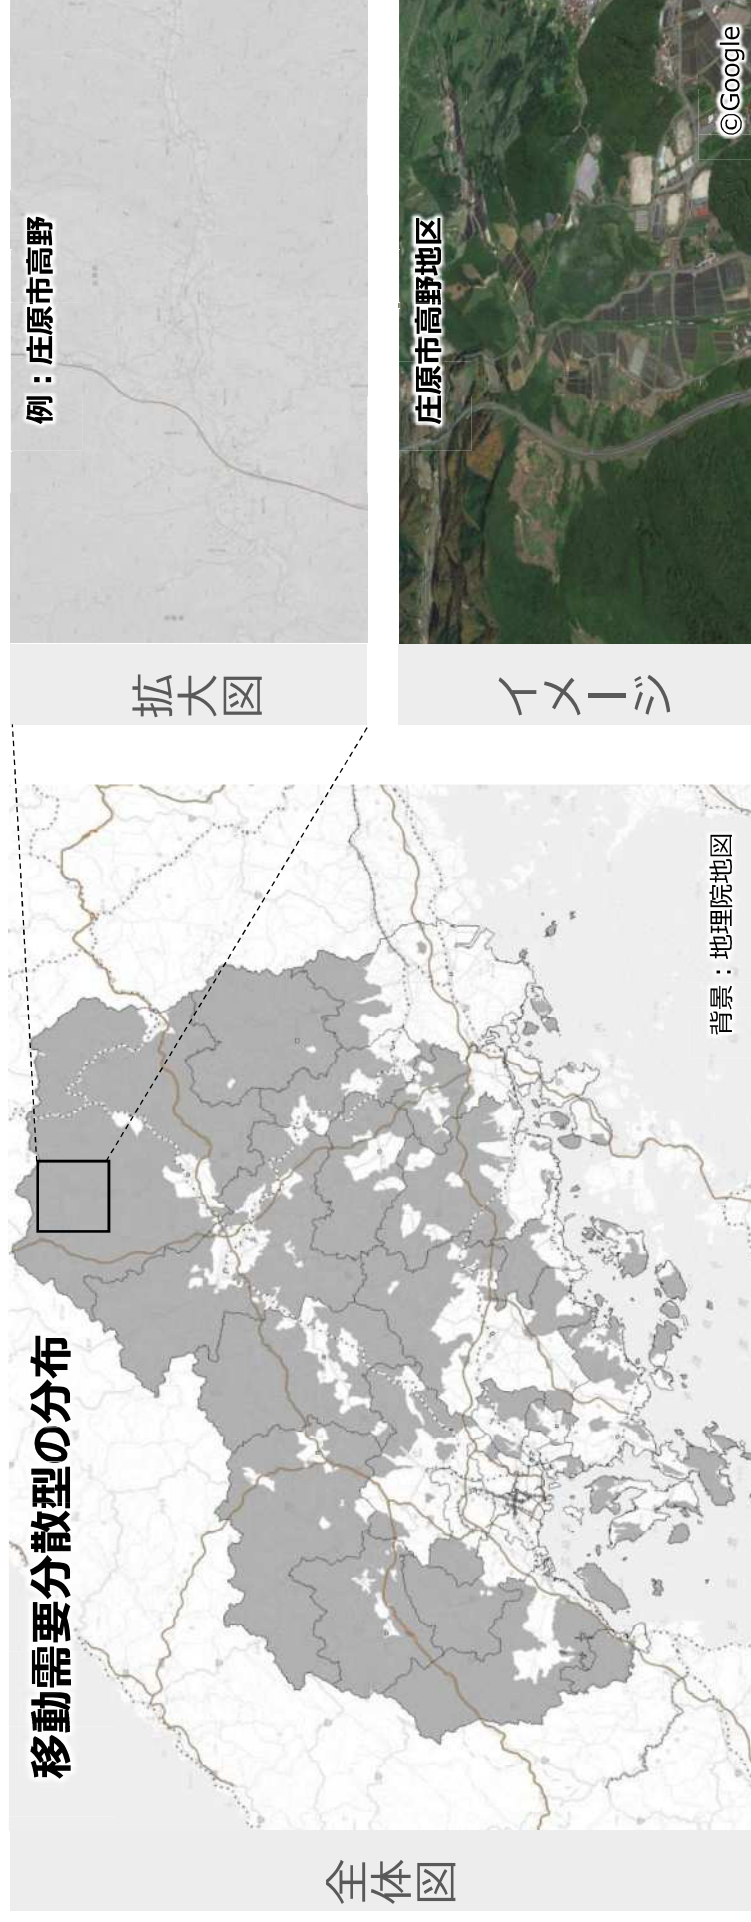 全体図
移動需要分散型の分布
背景：地理院地図
拡大図
例：庄原市高野
イメージ
庄原市高野地区
©Google